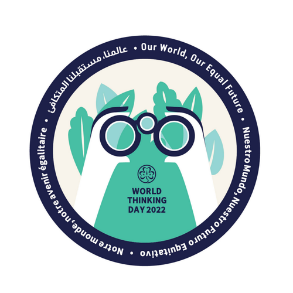 عالمنا، مستقبلنا المتكافئ
Our World, Our Equal Future
Nuestro Mundo, Nuestro Futuro Equitativo
Notre monde, notre avenir égalitaire
WORLD
THINKING
DAY 2022